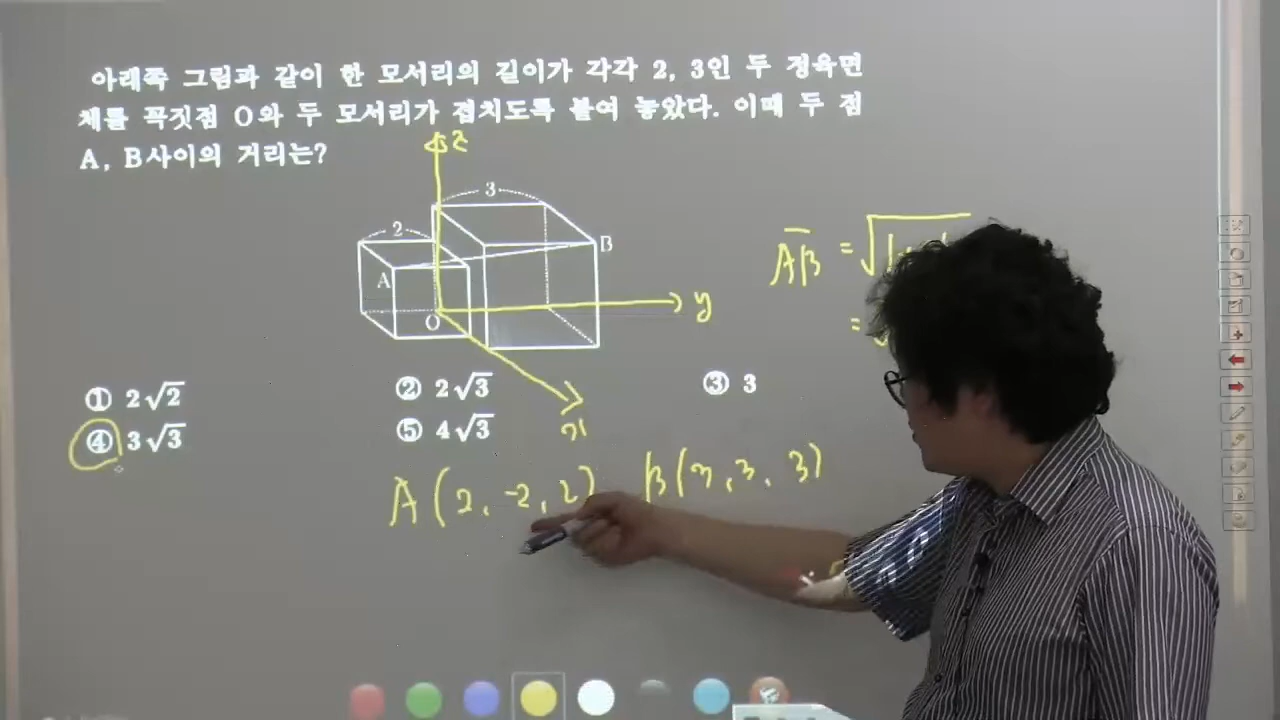 아래쪽 그림과 같이 한 모서리의 길이가 각각 2, 3인 두 정육면
체를 꼭짓점 O와 두 모서리가 겹치도록 붙여 놓았다. 이때 두 점
A, B사이의 거리는?
z
3
2
B
A
O
y
x
AB =
=
① 2√2
② 2√3
③ 3
④ 3√3
⑤ 4√3
A(2, -2, 2) B(3, 3, 3)